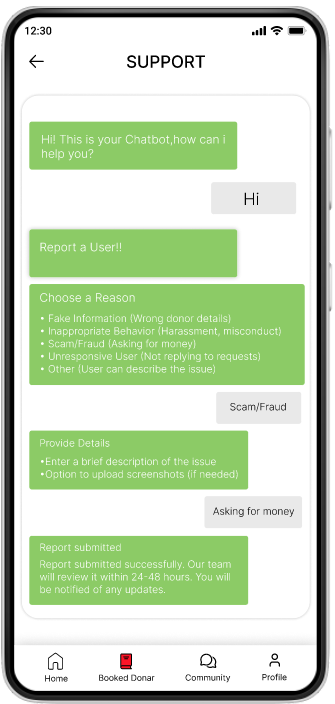 12:30
SUPPORT
Hi! This is your Chatbot,how can i
help you?
Hi
Report a User!!
Choose a Reason
• Fake Information (Wrong donor details)
• Inappropriate Behavior (Harassment, misconduct)
• Scam/Fraud (Asking for money)
• Unresponsive User (Not replying to requests)
• Other (User can describe the issue)
Scam/Fraud
Provide Details
•Enter a brief description of the issue
•Option to upload screenshots (if needed)
Asking for money
Report submitted
Report submitted successfully. Our team
will review it within 24-48 hours. You will
be notified of any updates.
Home
Booked Donar
Community
Profile